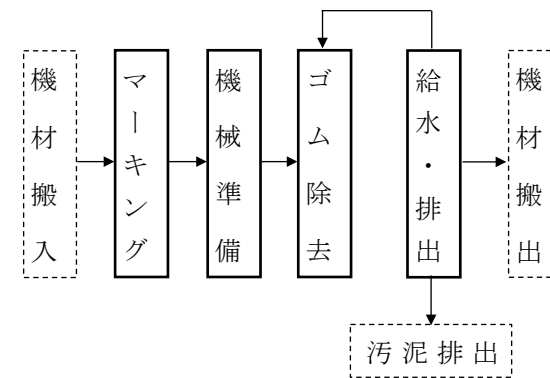 機材搬入
マーキング
機械準備
ゴム除去
給水・排出
機材搬出
汚泥排出